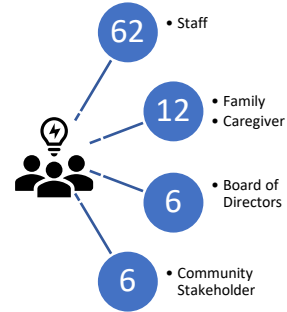 62
• Staff
12
• Family
• Caregiver
6
• Board of
Directors
6
• Community
Stakeholder